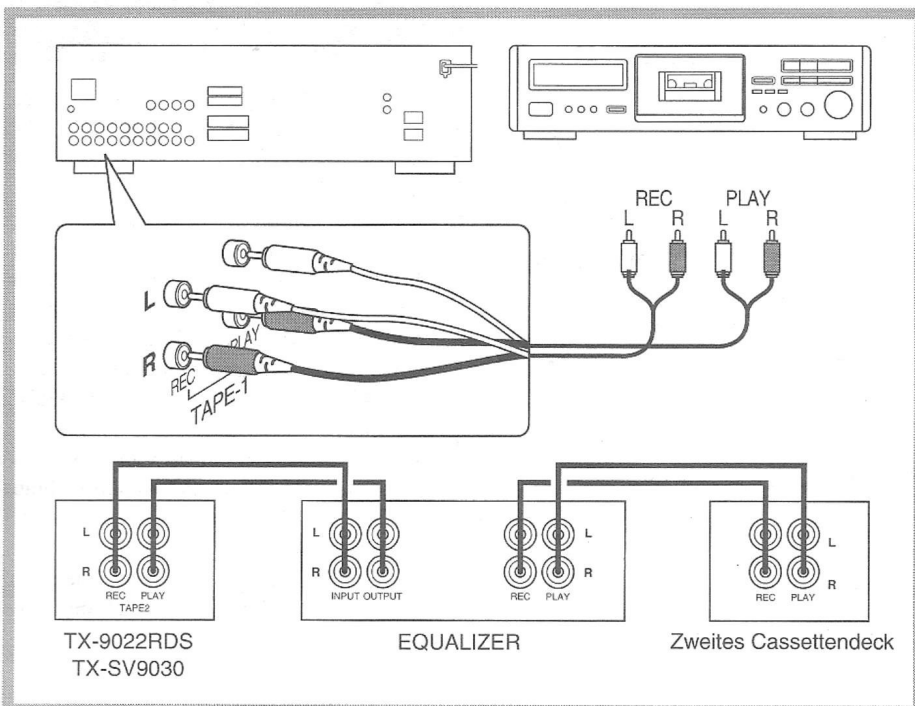 REC PLAY
L R L R
L
R
PLAY
REC
TAPE-1
L
R
REC PLAY
TAPE2
L
R
INPUT OUTPUT
L
R
REC PLAY
L
R
REC PLAY
TX-9022RDS
TX-SV9030
EQUALIZER
Zweites Cassettendeck